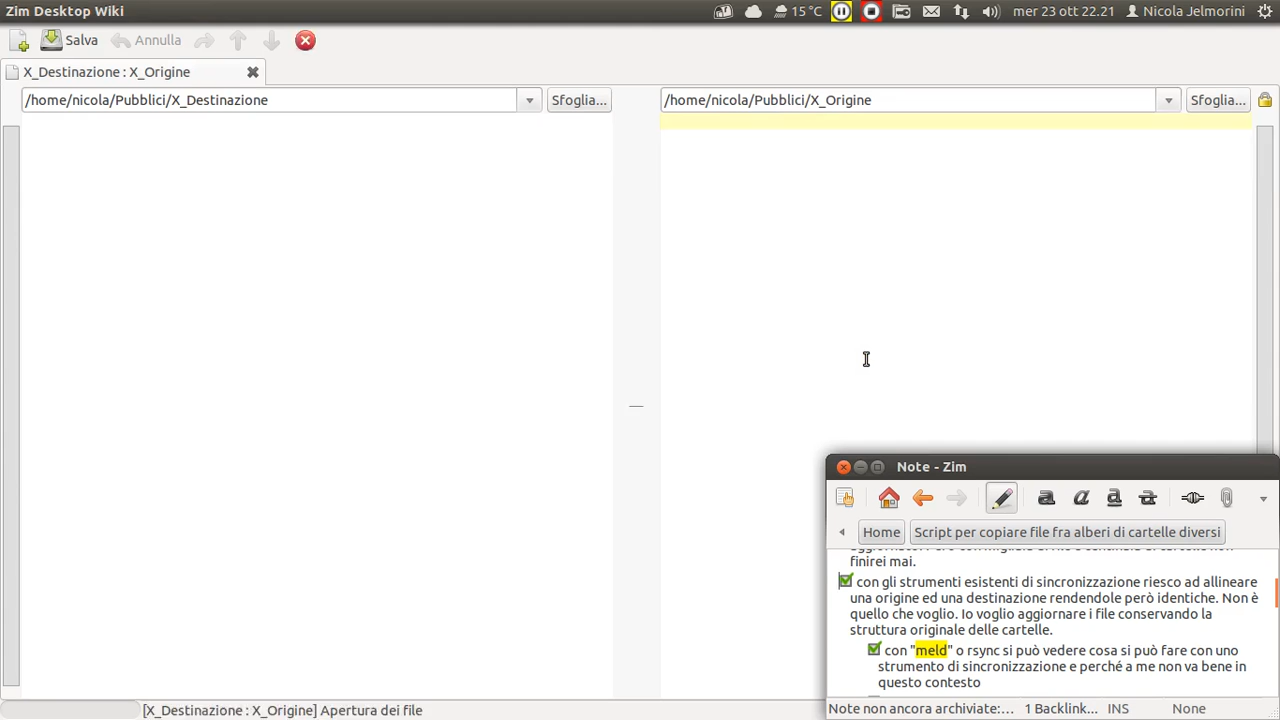 Zim Desktop Wiki
15 °C
mer 23 ott 22.21
Nicola Jelmorini
Salva
Annulla
X_Destinazione : X_Origine
/home/nicola/Pubblici/X_Destinazione
Sfoglia...
/home/nicola/Pubblici/X_Origine
Sfoglia...
Note - Zim
a a a a
Home
Script per copiare file fra alberi di cartelle diversi
finirei mai.
con gli strumenti esistenti di sincronizzazione riesco ad allineare
una origine ed una destinazione rendendole però identiche. Non è
quello che voglio. Io voglio aggiornare i file conservando la
struttura originale delle cartelle.
con "meld" o rsync si può vedere cosa si può fare con uno
strumento di sincronizzazione e perché a me non va bene in
questo contesto
Note non ancora archiviate:...
1 Backlink...
INS
None
[X_Destinazione : X_Origine] Apertura dei file